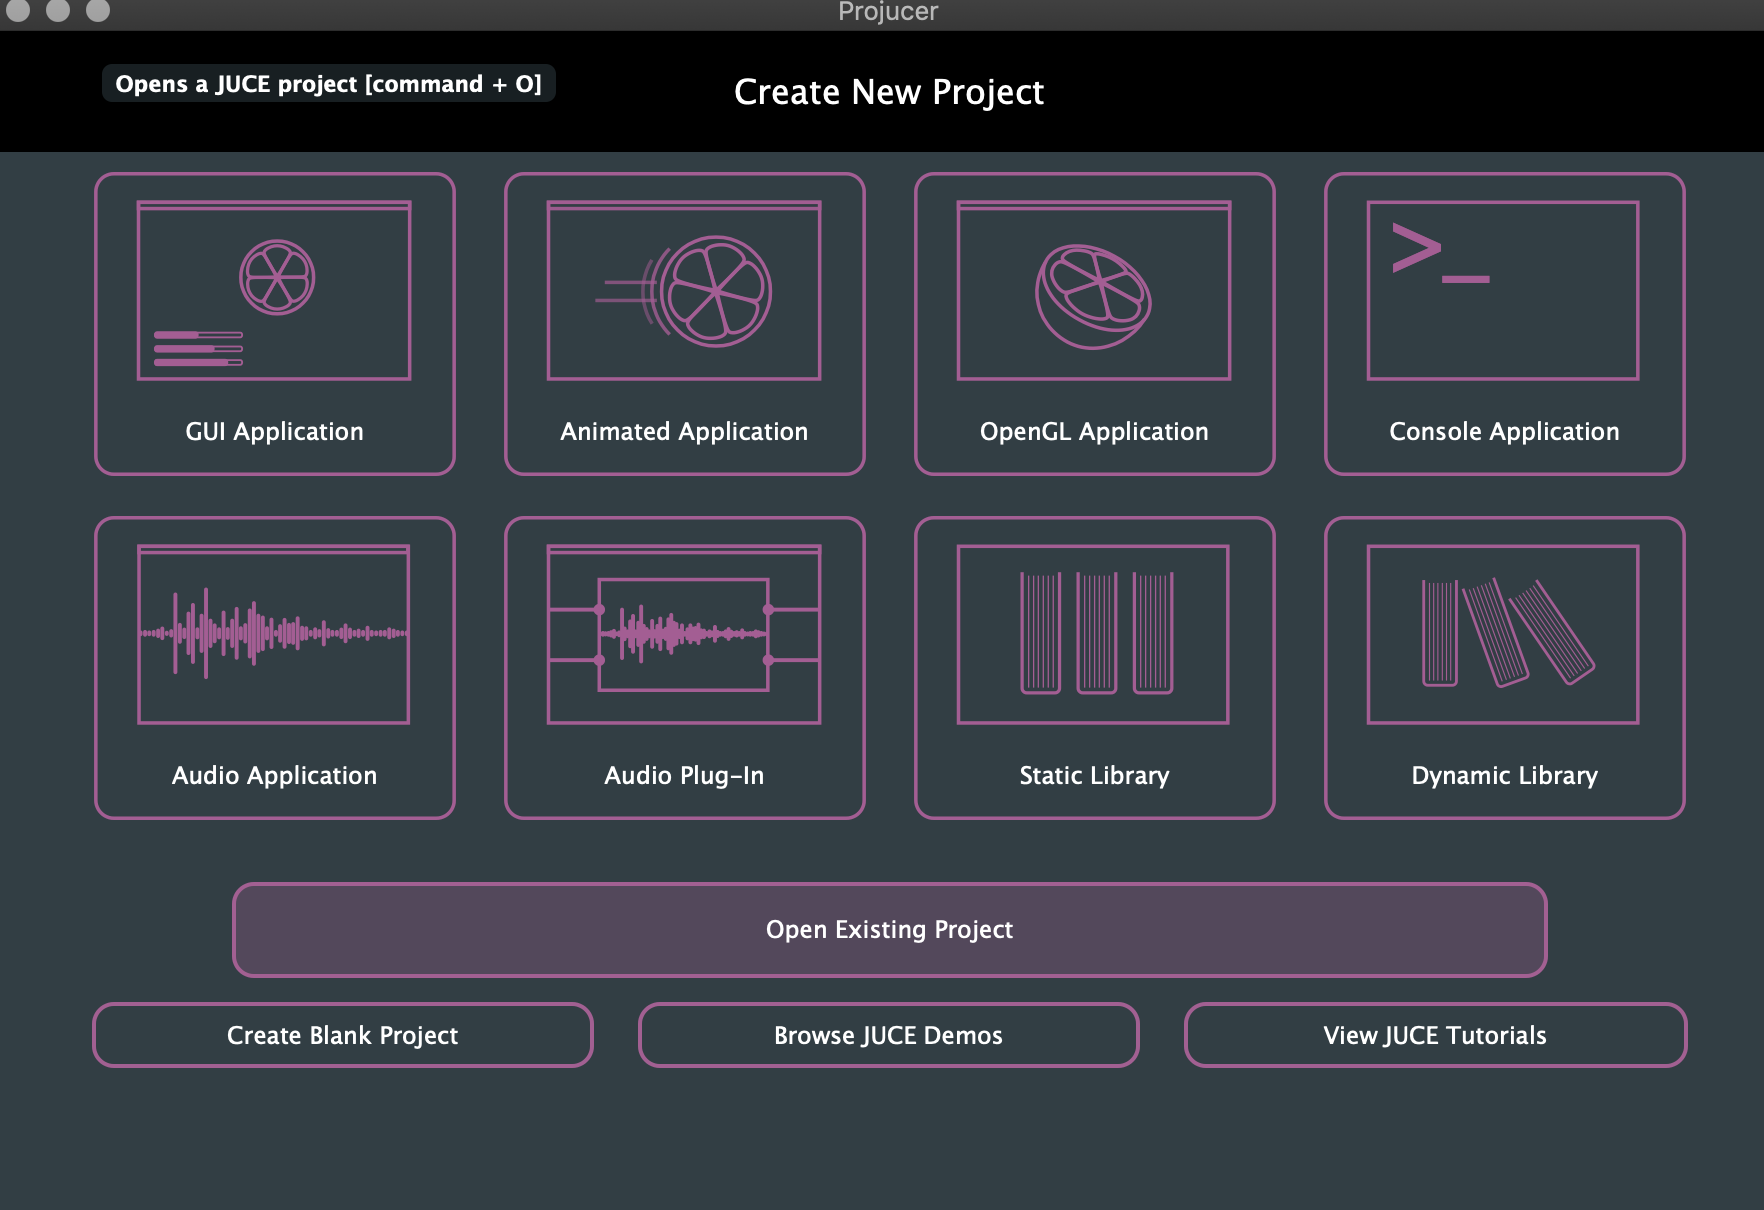 Projucer
Opens a JUCE project [command + O]
Create New Project
>_
GUI Application
Animated Application
OpenGL Application
Console Application
Audio Application
Audio Plug-In
Static Library
Dynamic Library
Open Existing Project
Create Blank Project
Browse JUCE Demos
View JUCE Tutorials